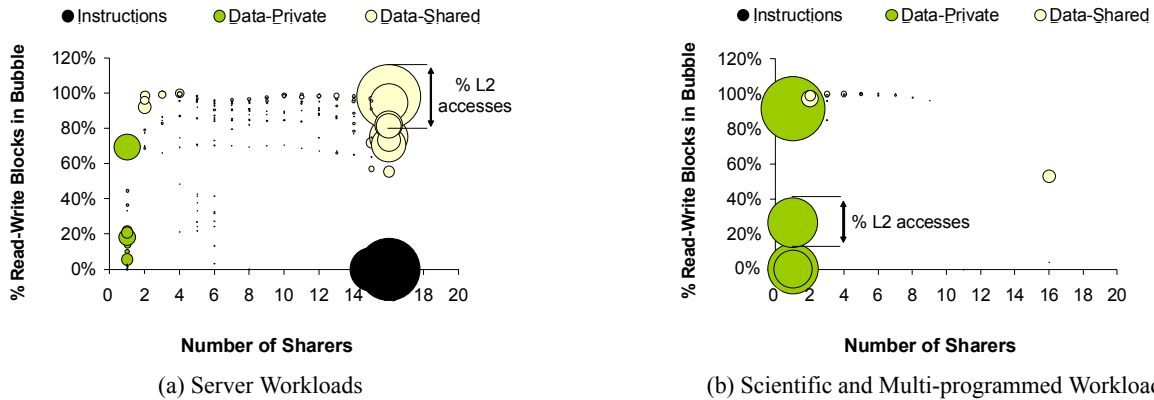 Instructions Data-Private Data-Shared
% Read-Write Blocks in Bubble
120%
100%
80%
60%
40%
20%
0%
% L2
accesses
0 2 4 6 8 10 12 14 16 18 20
Number of Sharers
(a) Server Workloads
Instructions Data-Private Data-Shared
% Read-Write Blocks in Bubble
120%
100%
80%
60%
40%
20%
0%
% L2 accesses
0 2 4 6 8 10 12 14 16 18 20
Number of Sharers
(b) Scientific and Multi-programmed Workload